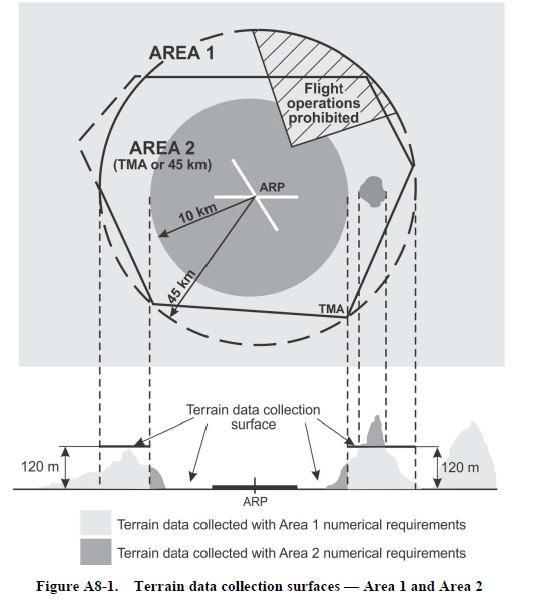 AREA 1
Flight
operations
prohibited
AREA 2
(TMA or 45 km)
ARP
10 km
45 km
TMA
Terrain data collection
surface
120 m
120 m
ARP
Terrain data collected with Area 1 numerical requirements
Terrain data collected with Area 2 numerical requirements
Figure A8-1. Terrain data collection surfaces — Area 1 and Area 2